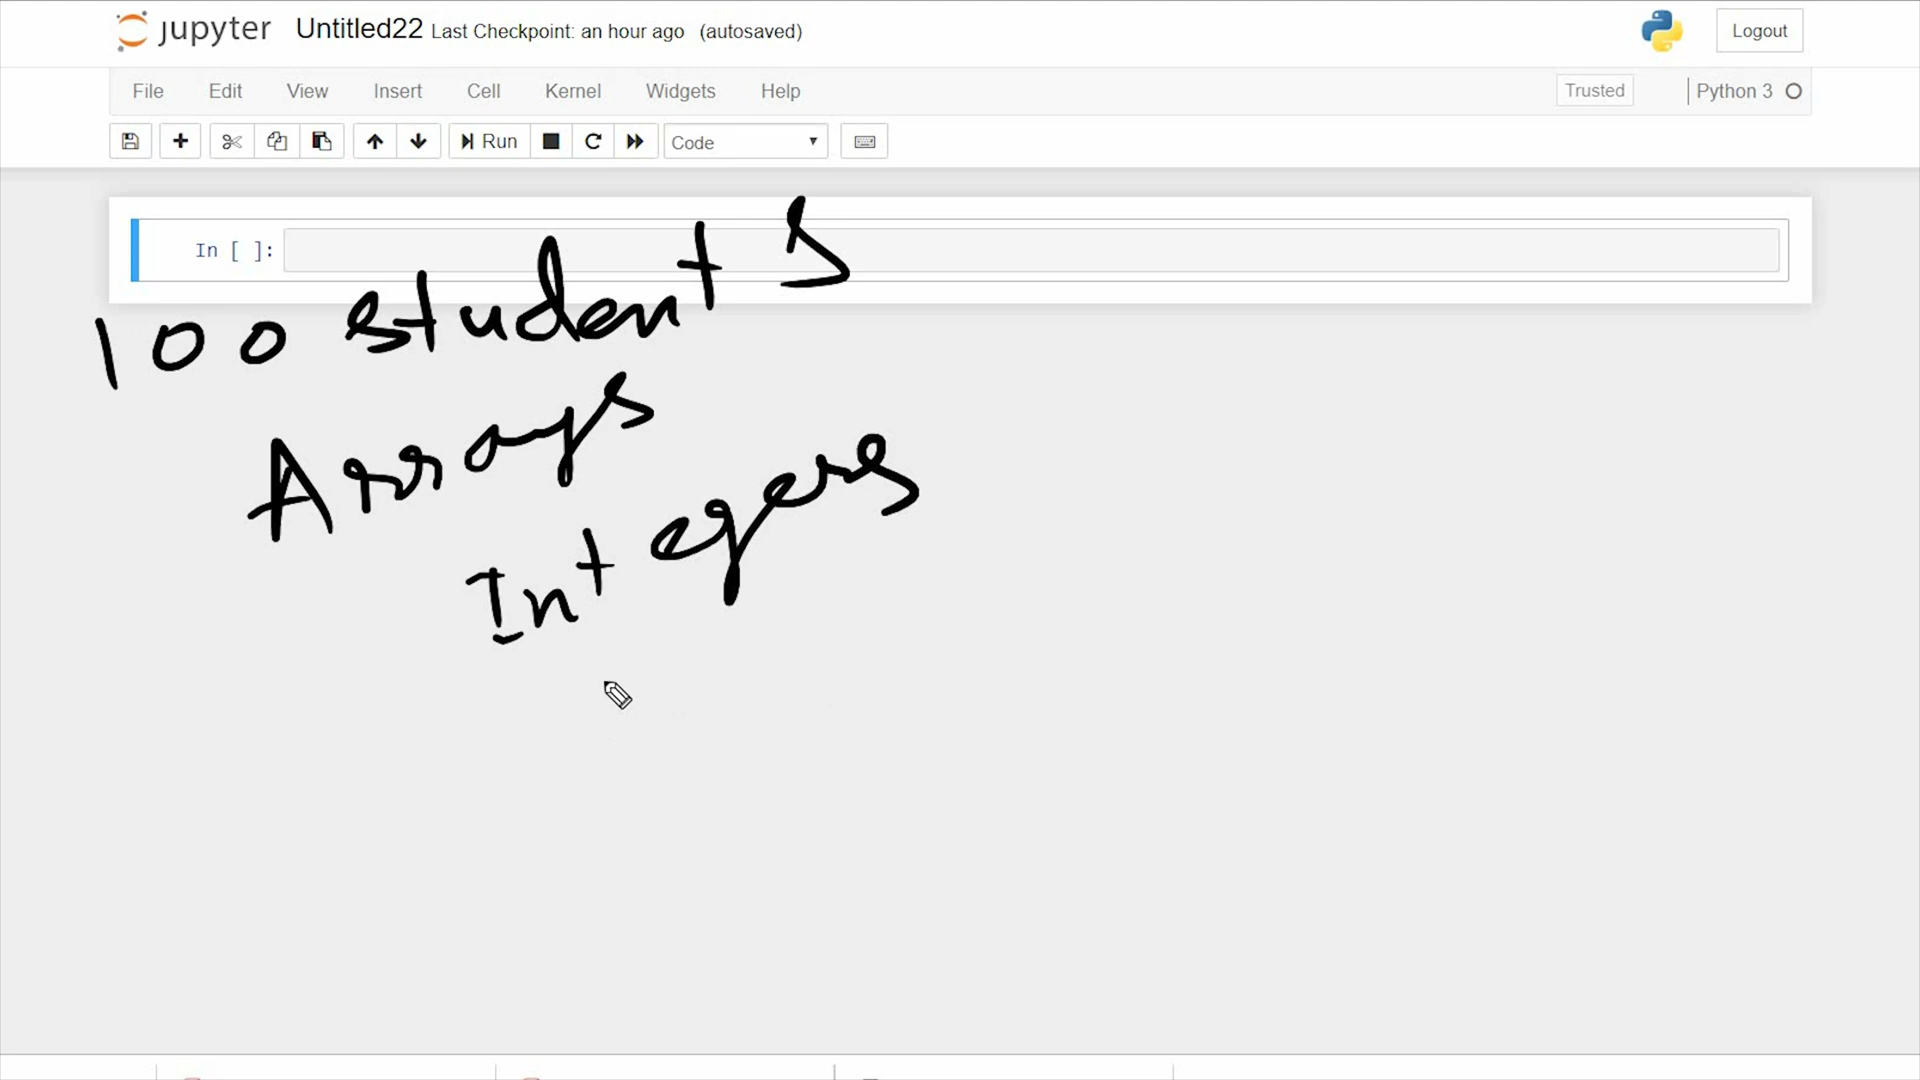 jupyter Untitled22 Last Checkpoint: an hour ago (autosaved) Logout
File Edit View Insert Cell Kernel Widgets Help Trusted Python 3
Run Code
In [ ]:
100 students
Arrays
Integers